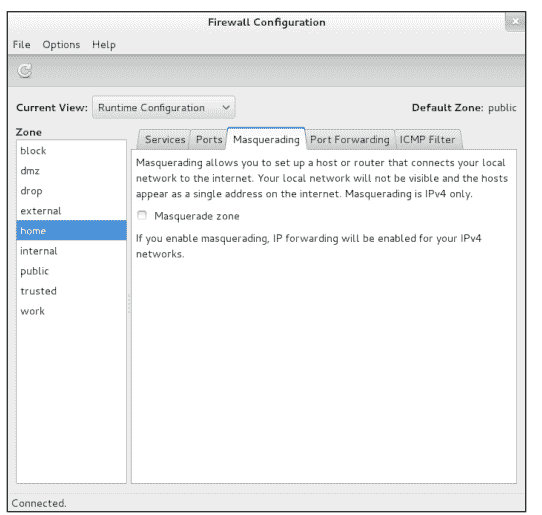 Firewall Configuration
File Options Help
Current View: Runtime Configuration Default Zone: public
Zone
Services Ports Masquerading Port Forwarding ICMP Filter
block
dmz
drop
external
home
internal
public
trusted
work
Masquerading allows you to set up a host or router that connects your local
network to the internet. Your local network will not be visible and the hosts
appear as a single address on the internet. Masquerading is IPv4 only.
Masquerade zone
If you enable masquerading, IP forwarding will be enabled for your IPv4
networks.
Connected.